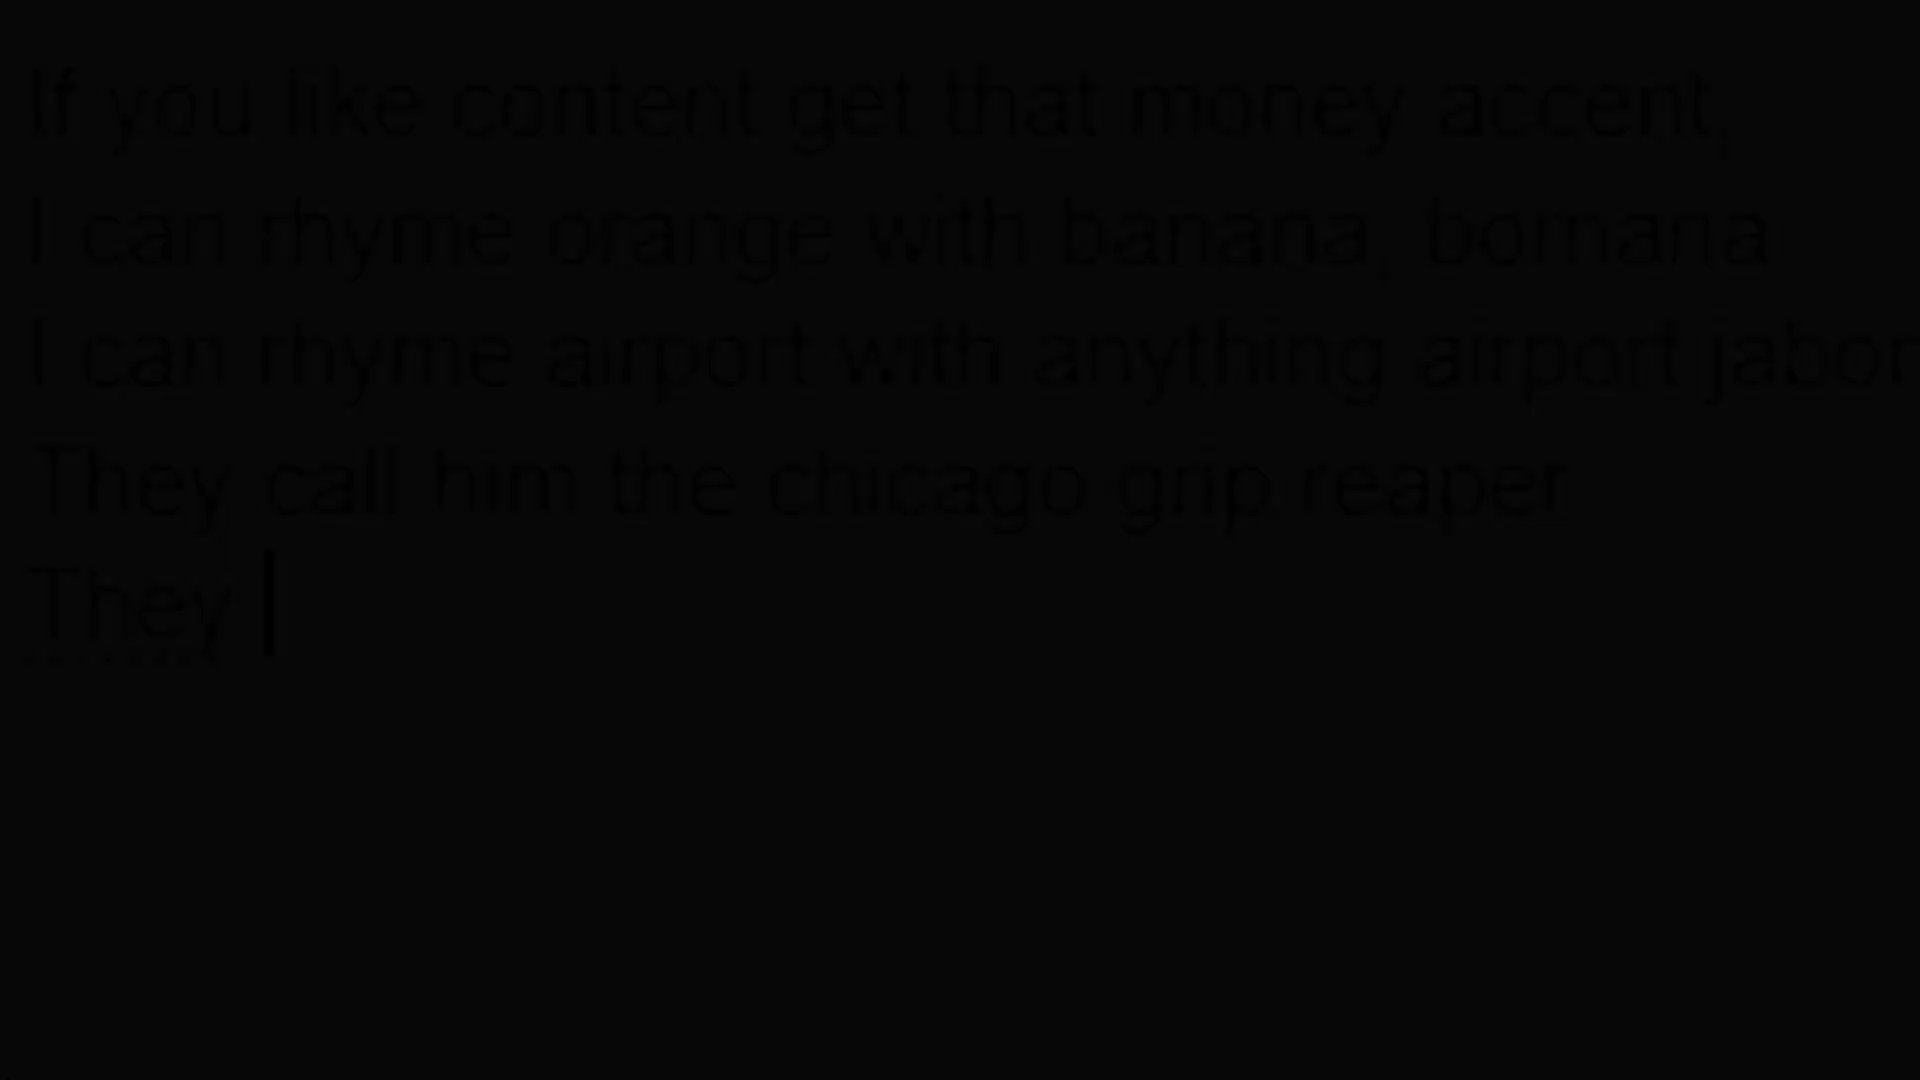 If you like content get that money accent,
I can rhyme orange with banana, bornana
I can rhyme airport with anything airport jabor
They call him the chicago grip reaper
They